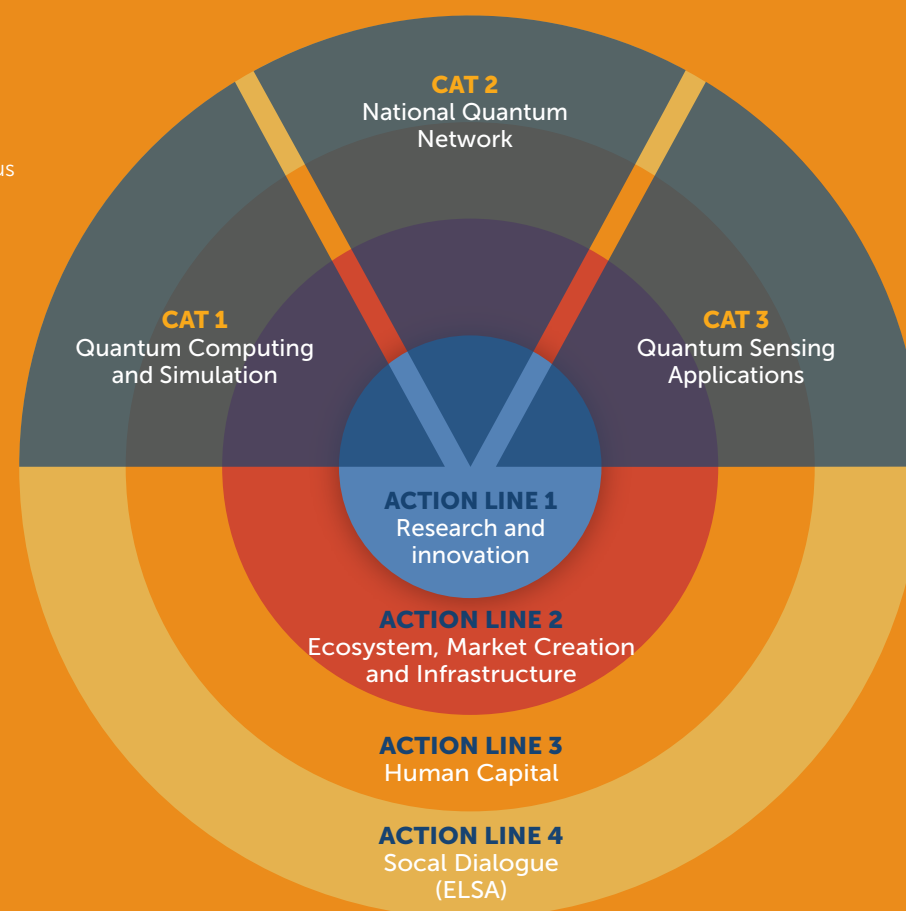 CAT 2
National Quantum
Network
us
CAT 1
Quantum Computing
and Simulation
CAT 3
Quantum Sensing
Applications
ACTION LINE 1
Research and
innovation
ACTION LINE 2
Ecosystem, Market Creation
and Infrastructure
ACTION LINE 3
Human Capital
ACTION LINE 4
Socal Dialogue
(ELSA)